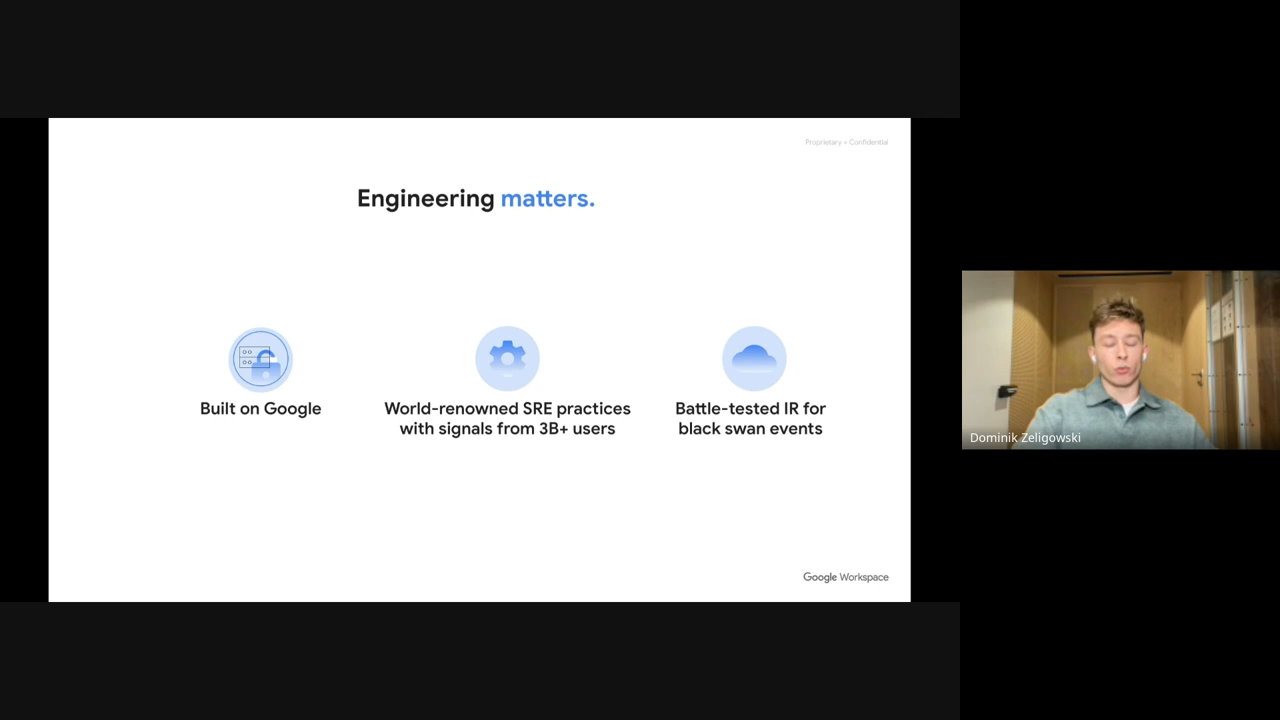 Proprietary + Confidential
Engineering matters.
Built on Google
World-renowned SRE practices
with signals from 3B+ users
Battle-tested IR for
black swan events
Google Workspace
Dominik Zeligowski